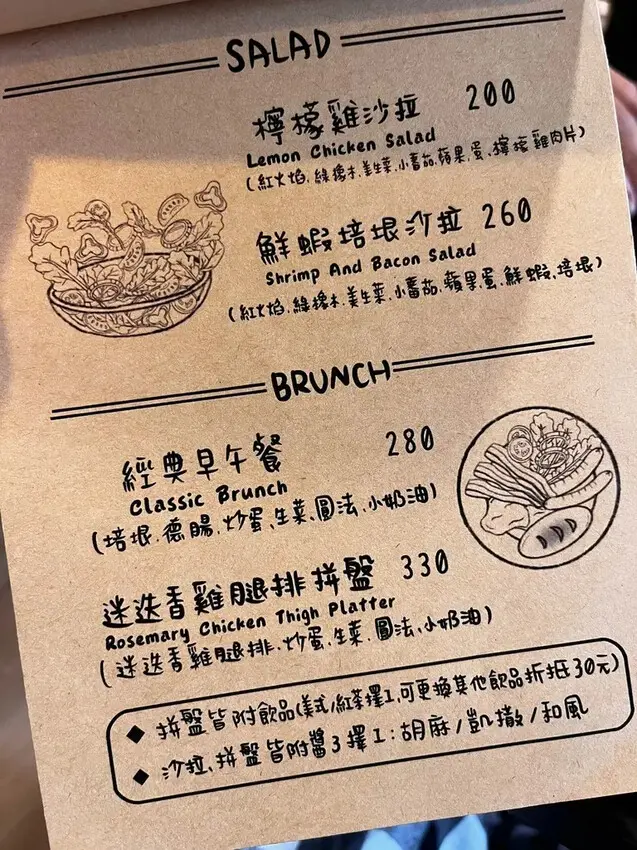 SALAD
檸檬雞沙拉 200
Lemon Chicken Salad
(紅火焰、綠橡木、美生菜、小蕃茄、蘋果、蛋、檸檬雞肉片)
鮮蝦培根沙拉 260
Shrimp And Bacon Salad
(紅火焰、綠橡木、美生菜、小蕃茄、蘋果、蛋、鮮蝦、培根)
BRUNCH
經典早午餐 280
Classic Brunch
(培根、德腸、炒蛋、生菜、圓法、小奶油)
迷迭香雞腿排拼盤 330
Rosemary Chicken Thigh Platter
(迷迭香雞腿排、炒蛋、生菜、圓法、小奶油)
◆ 拼盤皆附飲品(美式/紅茶擇1,可更換其他飲品折抵30元)
◆ 沙拉、拼盤皆附醬3擇1:胡麻/凱撒/和風